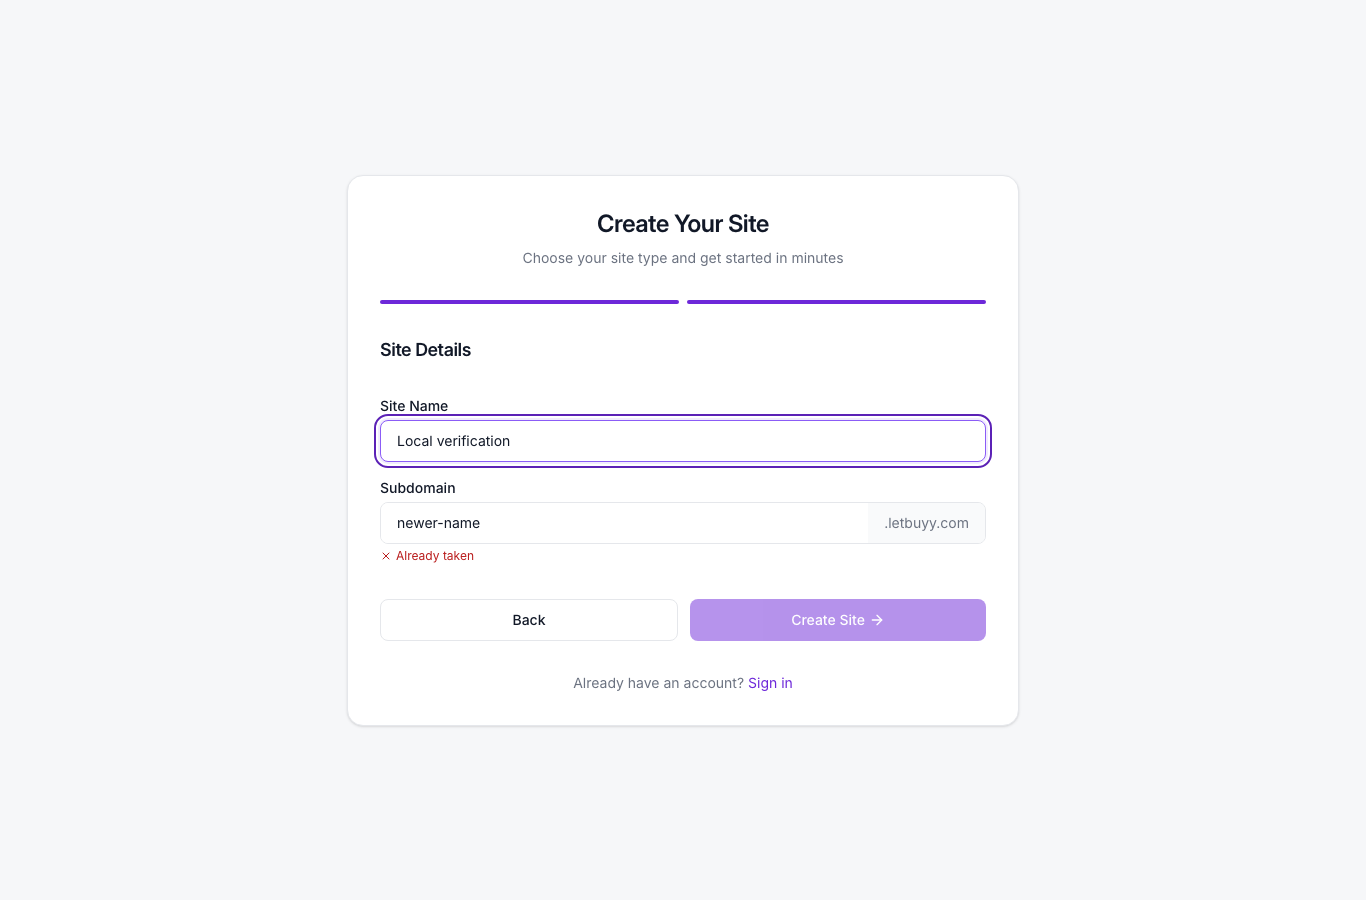 Create Your Site
Choose your site type and get started in minutes
Site Details
Site Name
Local verification
Subdomain
newer-name .letbuyy.com
Already taken
Back Create Site →
Already have an account? Sign in